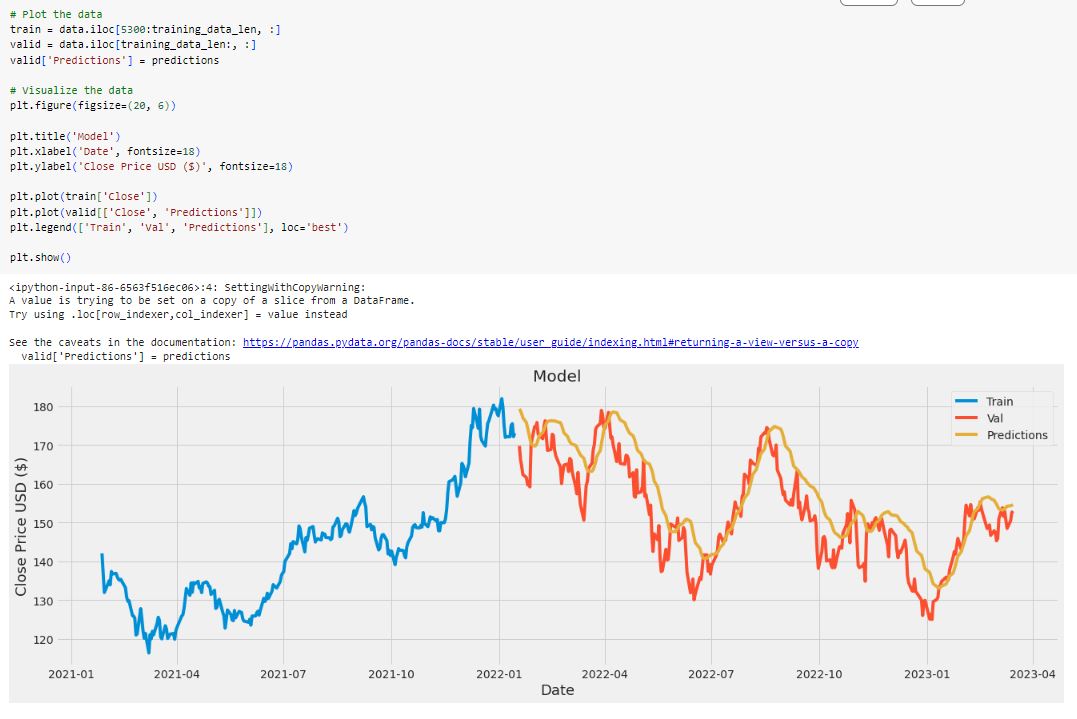 # Plot the data
train = data.iloc[5300:training_data_len, :]
valid = data.iloc[training_data_len:, :]
valid['Predictions'] = predictions
# Visualize the data
plt.figure(figsize=(20, 6))
plt.title('Model')
plt.xlabel('Date', fontsize=18)
plt.ylabel('Close Price USD ($)', fontsize=18)
plt.plot(train['Close'])
plt.plot(valid[['Close', 'Predictions']])
plt.legend(['Train', 'Val', 'Predictions'], loc='best')
plt.show()
<ipython-input-86-6563f516ec06>:4: SettingWithCopyWarning:
A value is trying to be set on a copy of a slice from a DataFrame.
Try using .loc[row_indexer,col_indexer] = value instead
See the caveats in the documentation: https://pandas.pydata.org/pandas-docs/stable/user_guide/indexing.html#returning-a-view-versus-a-copy
valid['Predictions'] = predictions
Model
Train
Val
Predictions
Close Price USD ($)
180
170
160
150
140
130
120
2021-01 2021-04 2021-07 2021-10 2022-01 2022-04 2022-07 2022-10 2023-01 2023-04
Date